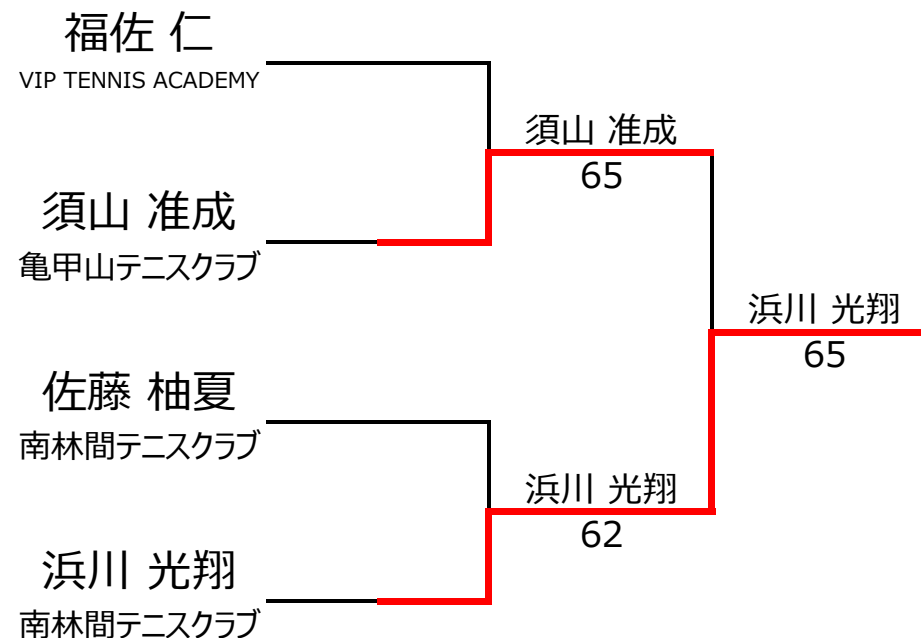 福佐 仁
VIP TENNIS ACADEMY
須山 准成
65
須山 准成
亀甲山テニスクラブ
浜川 光翔
65
佐藤 柚夏
南林間テニスクラブ
浜川 光翔
62
浜川 光翔
南林間テニスクラブ